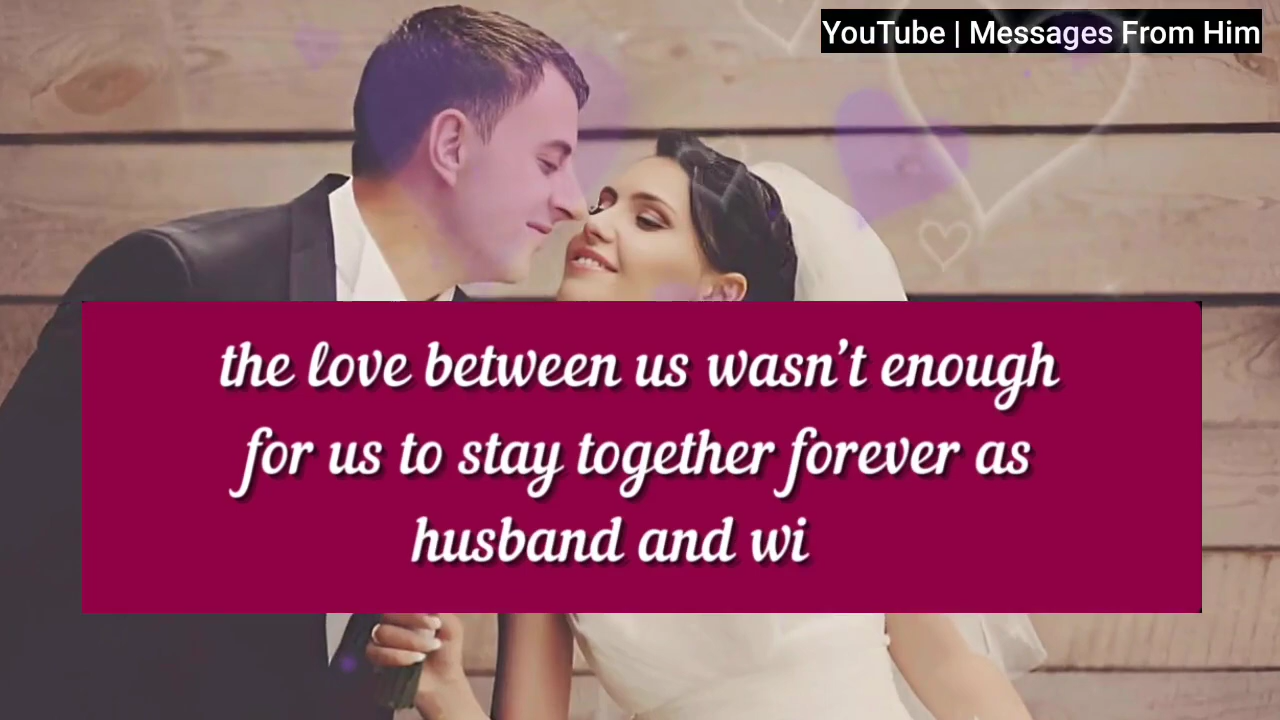 YouTube | Messages From Him
the love between us wasn’t enough
for us to stay together forever as
husband and wi